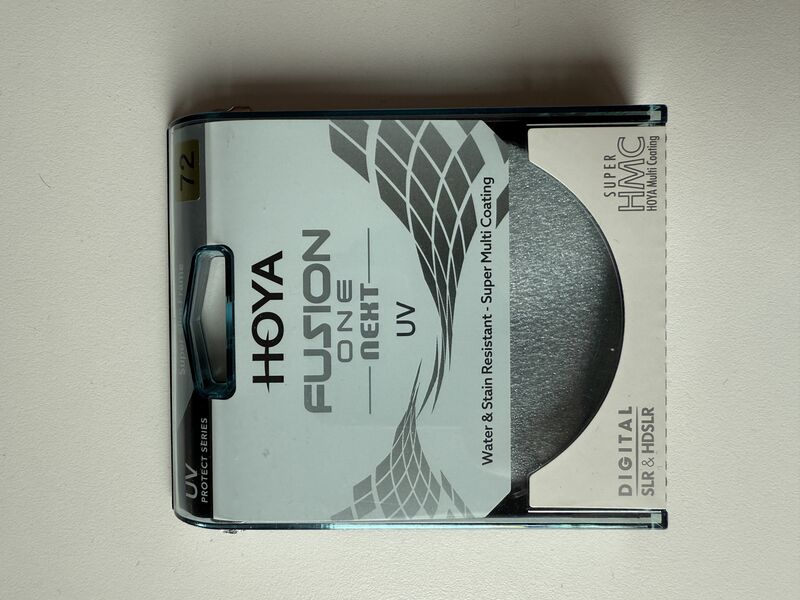 UV
PROTECT SERIES
72
HOYA
FUSION
ONE
NEXT
UV
Water & Stain Resistant - Super Multi Coating
DIGITAL
SLR & HDSLR
SUPER
HMC
HOYA Multi Coating